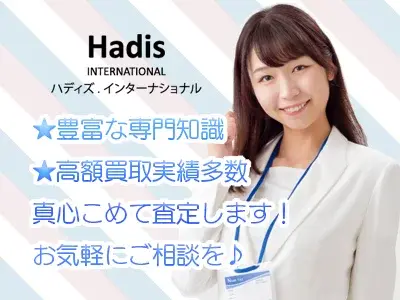 Hadis
INTERNATIONAL
ハディズ . インターナショナル
★豊富な専門知識
★高額買取実績多数
真心こめて査定します！
お気軽にご相談を♪